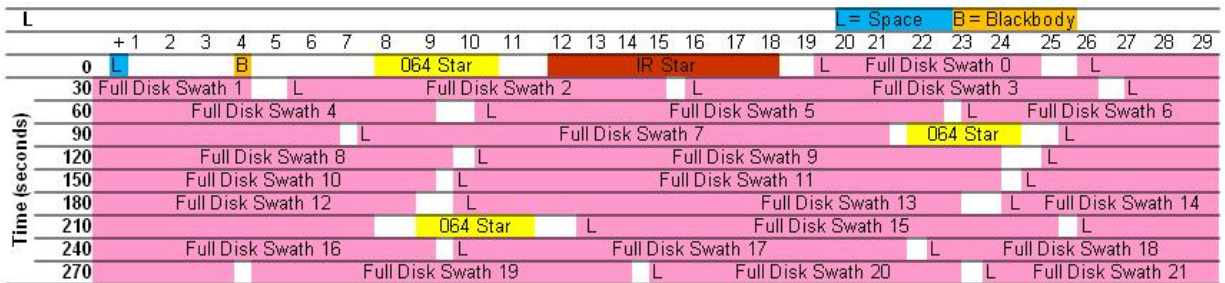 L L = Space B = Blackbody
+ 1 2 3 4 5 6 7 8 9 10 11 12 13 14 15 16 17 18 19 20 21 22 23 24 25 26 27 28 29
Time (seconds)
0 L B 064 Star IR Star L Full Disk Swath 0 L
30 Full Disk Swath 1 L Full Disk Swath 2 L Full Disk Swath 3 L
60 Full Disk Swath 4 L Full Disk Swath 5 L Full Disk Swath 6
90 L Full Disk Swath 7 064 Star L
120 Full Disk Swath 8 L Full Disk Swath 9 L
150 Full Disk Swath 10 L Full Disk Swath 11 L
180 Full Disk Swath 12 L Full Disk Swath 13 L Full Disk Swath 14
210 064 Star L Full Disk Swath 15 L
240 Full Disk Swath 16 L Full Disk Swath 17 L Full Disk Swath 18
270 Full Disk Swath 19 L Full Disk Swath 20 L Full Disk Swath 21